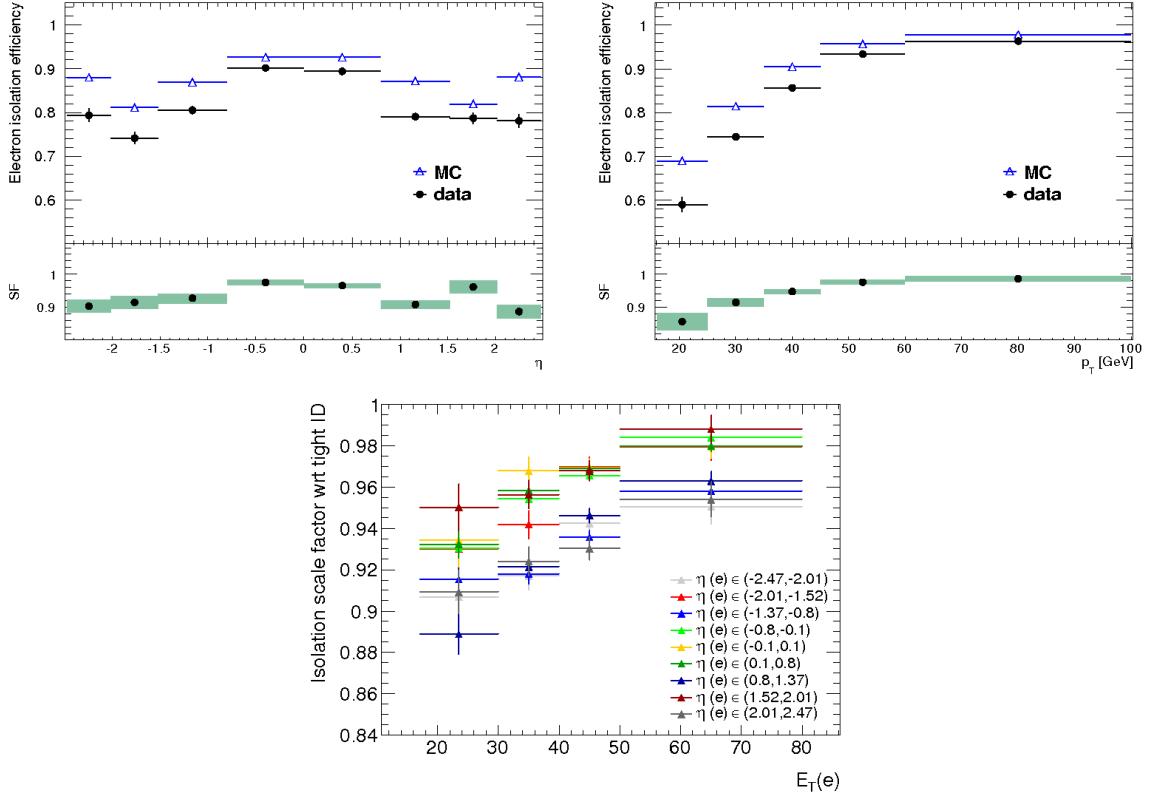 Electron isolation efficiency
1
0.9
0.8
0.7
0.6
MC
data
SF
1
0.9
-2 -1.5 -1 -0.5 0 0.5 1 1.5 2
η
Electron isolation efficiency
1
0.9
0.8
0.7
0.6
MC
data
SF
1
0.9
20 30 40 50 60 70 80 90 100
p_T [GeV]
Isolation scale factor wrt tight ID
1
0.98
0.96
0.94
0.92
0.9
0.88
0.86
0.84
η (e) ∈ (-2.47,-2.01)
η (e) ∈ (-2.01,-1.52)
η (e) ∈ (-1.37,-0.8)
η (e) ∈ (-0.8,-0.1)
η (e) ∈ (-0.1,0.1)
η (e) ∈ (0.1,0.8)
η (e) ∈ (0.8,1.37)
η (e) ∈ (1.52,2.01)
η (e) ∈ (2.01,2.47)
20 30 40 50 60 70 80
E_T(e)